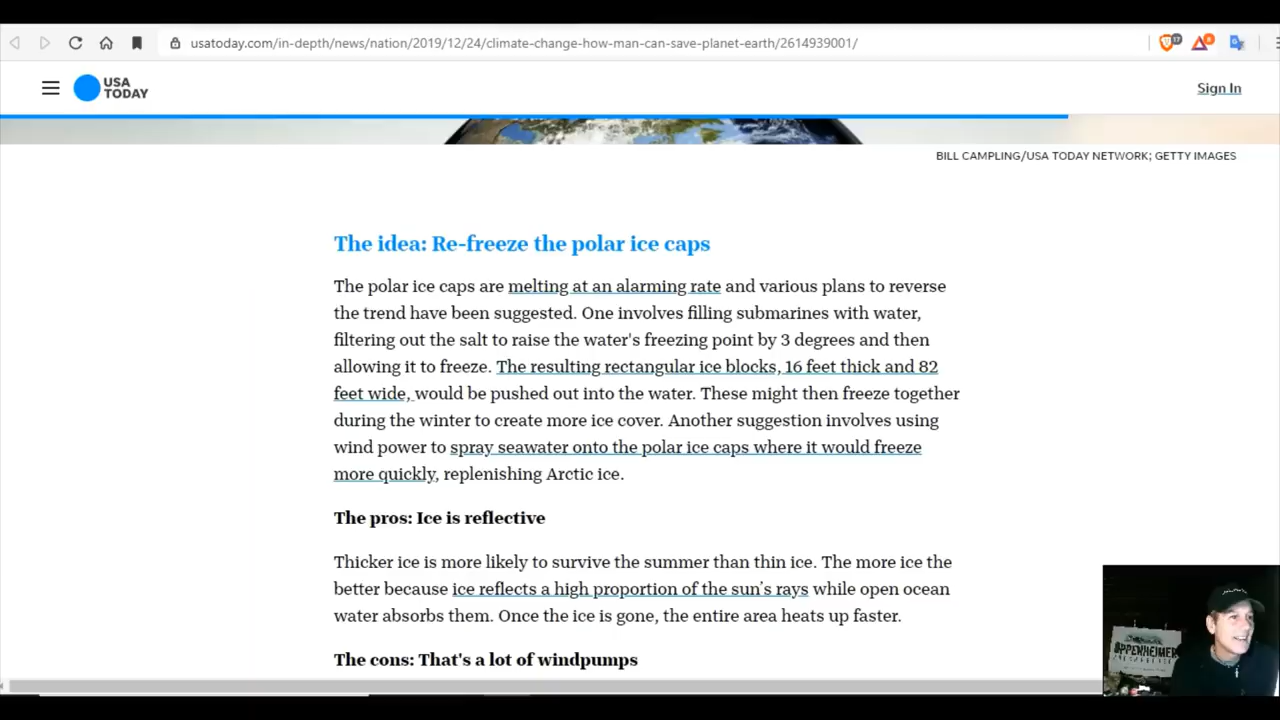 usatoday.com/in-depth/news/nation/2019/12/24/climate-change-how-man-can-save-planet-earth/2614939001/
USA
TODAY
Sign In
BILL CAMPLING/USA TODAY NETWORK; GETTY IMAGES
The idea: Re-freeze the polar ice caps
The polar ice caps are melting at an alarming rate and various plans to reverse
the trend have been suggested. One involves filling submarines with water,
filtering out the salt to raise the water's freezing point by 3 degrees and then
allowing it to freeze. The resulting rectangular ice blocks, 16 feet thick and 82
feet wide, would be pushed out into the water. These might then freeze together
during the winter to create more ice cover. Another suggestion involves using
wind power to spray seawater onto the polar ice caps where it would freeze
more quickly, replenishing Arctic ice.
The pros: Ice is reflective
Thicker ice is more likely to survive the summer than thin ice. The more ice the
better because ice reflects a high proportion of the sun’s rays while open ocean
water absorbs them. Once the ice is gone, the entire area heats up faster.
The cons: That's a lot of windpumps
OPPENHEIMER